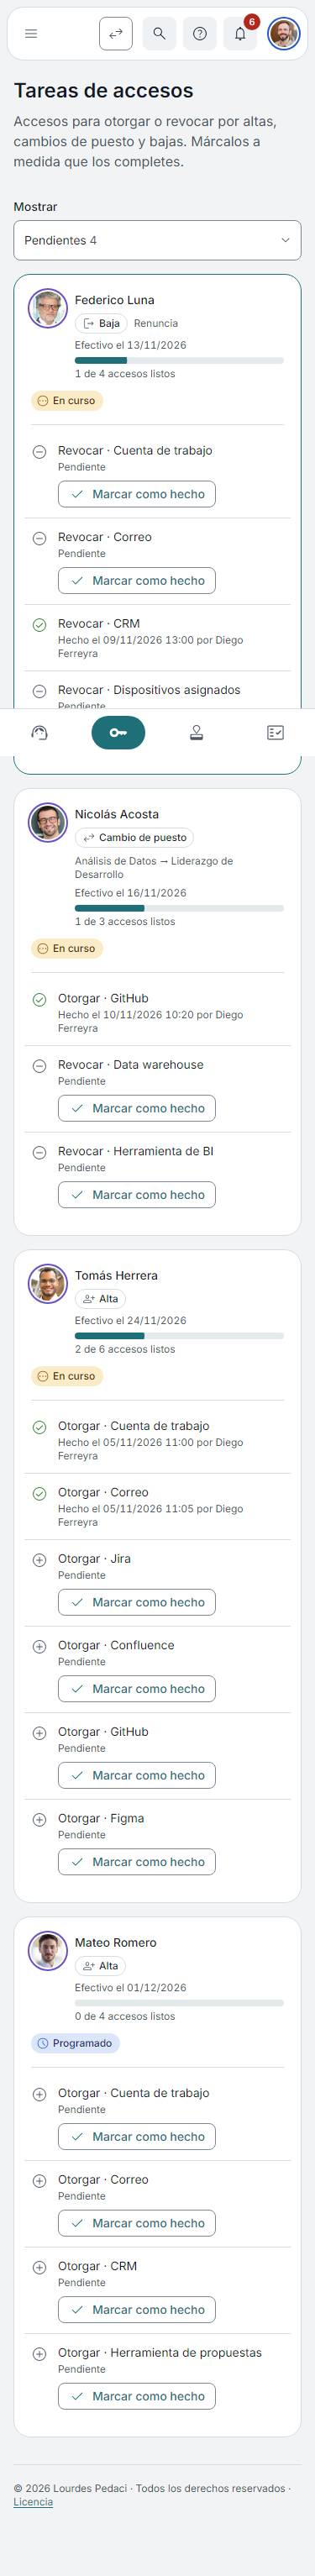 6
Tareas de accesos
Accesos para otorgar o revocar por altas,
cambios de puesto y bajas. Márcalos a
medida que los completes.
Mostrar
Pendientes 4
Federico Luna
Baja Renuncia
Efectivo el 13/11/2026
1 de 4 accesos listos
En curso
Revocar · Cuenta de trabajo
Pendiente
Marcar como hecho
Revocar · Correo
Pendiente
Marcar como hecho
Revocar · CRM
Hecho el 09/11/2026 13:00 por Diego
Ferreyra
Revocar · Dispositivos asignados
Pendiente
Nicolás Acosta
Cambio de puesto
Análisis de Datos → Liderazgo de
Desarrollo
Efectivo el 16/11/2026
1 de 3 accesos listos
En curso
Otorgar · GitHub
Hecho el 10/11/2026 10:20 por Diego
Ferreyra
Revocar · Data warehouse
Pendiente
Marcar como hecho
Revocar · Herramienta de BI
Pendiente
Marcar como hecho
Tomás Herrera
Alta
Efectivo el 24/11/2026
2 de 6 accesos listos
En curso
Otorgar · Cuenta de trabajo
Hecho el 05/11/2026 11:00 por Diego
Ferreyra
Otorgar · Correo
Hecho el 05/11/2026 11:05 por Diego
Ferreyra
Otorgar · Jira
Pendiente
Marcar como hecho
Otorgar · Confluence
Pendiente
Marcar como hecho
Otorgar · GitHub
Pendiente
Marcar como hecho
Otorgar · Figma
Pendiente
Marcar como hecho
Mateo Romero
Alta
Efectivo el 01/12/2026
0 de 4 accesos listos
Programado
Otorgar · Cuenta de trabajo
Pendiente
Marcar como hecho
Otorgar · Correo
Pendiente
Marcar como hecho
Otorgar · CRM
Pendiente
Marcar como hecho
Otorgar · Herramienta de propuestas
Pendiente
Marcar como hecho
© 2026 Lourdes Pedaci · Todos los derechos reservados ·
Licencia